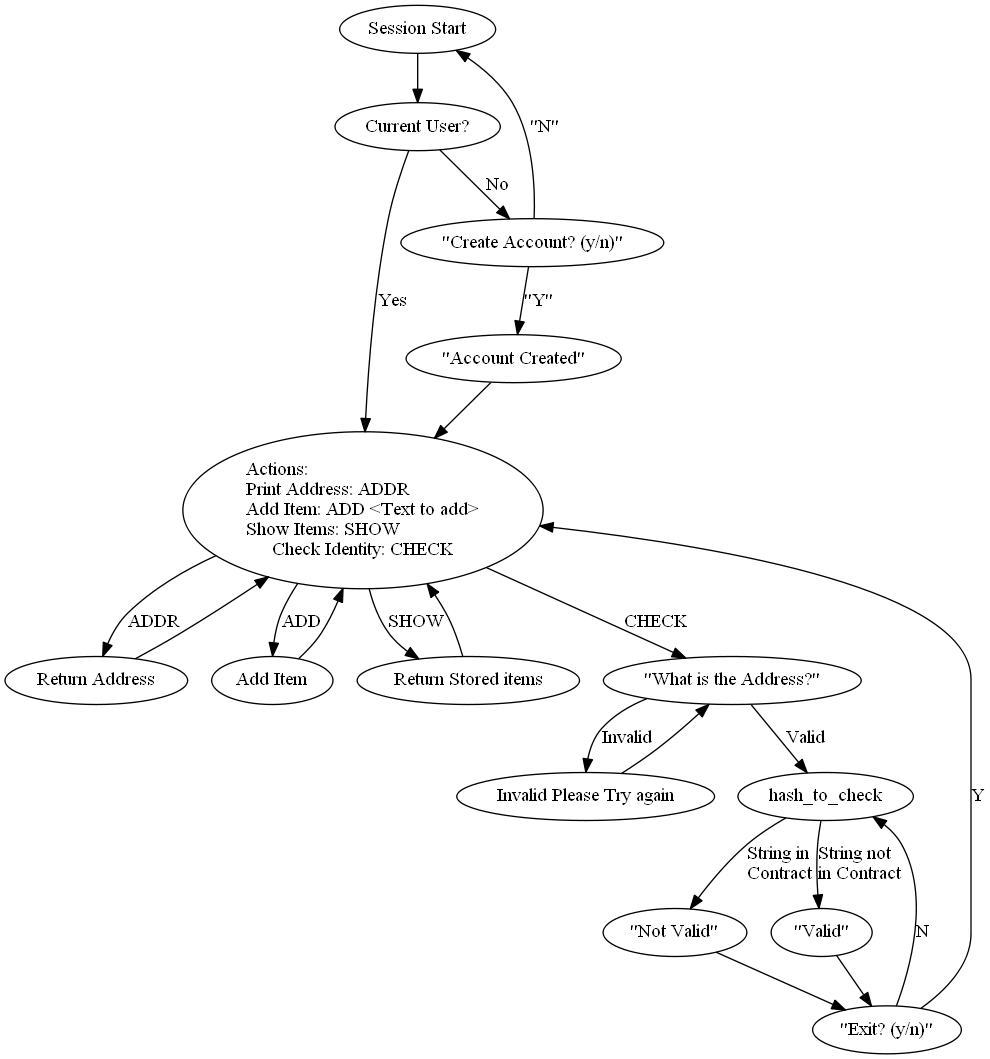 Session Start
Current User?
"N"
No
"Create Account? (y/n)"
Yes
"Y"
"Account Created"
Actions:
Print Address: ADDR
Add Item: ADD <Text to add>
Show Items: SHOW
Check Identity: CHECK
ADDR
ADD
SHOW
CHECK
Return Address
Add Item
Return Stored items
"What is the Address?"
Invalid
Valid
Invalid Please Try again
hash_to_check
Y
String in
Contract
String not
in Contract
"Not Valid"
"Valid"
N
"Exit? (y/n)"